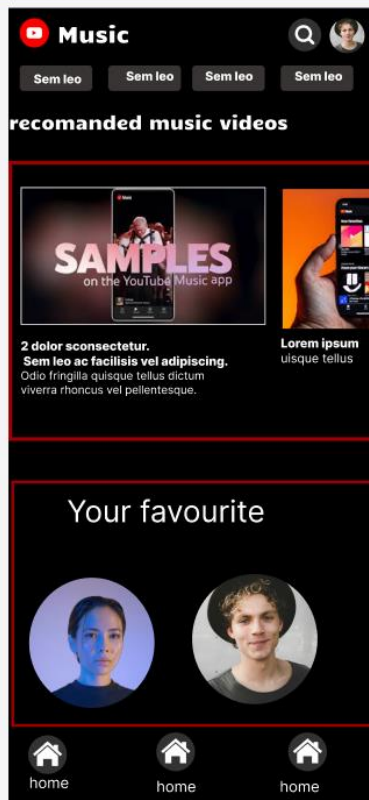 Music
Sem leo Sem leo Sem leo Sem leo
recomanded music videos
SAMPLES
on the YouTube Music app
2 dolor sconsectetur.
Sem leo ac facilisis vel adipiscing.
Odio fringilla quisque tellus dictum
viverra rhoncus vel pellentesque.
Lorem ipsum
uisque tellus
Your favourite
home home home